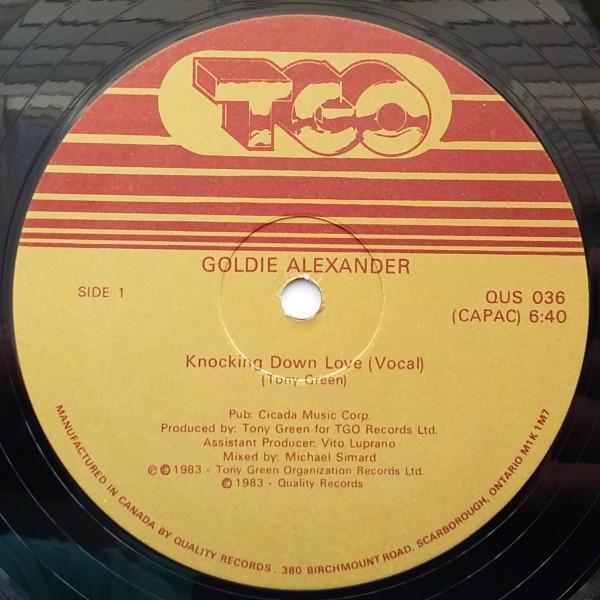 TGO
GOLDIE ALEXANDER
SIDE 1
QUS 036
(CAPAC) 6:40
Knocking Down Love (Vocal)
(Tony Green)
Pub: Cicada Music Corp.
Produced by: Tony Green for TGO Records Ltd.
Assistant Producer: Vito Luprano
Mixed by: Michael Simard
℗ © 1983 - Tony Green Organization Records Ltd.
© 1983 - Quality Records
MANUFACTURED IN CANADA BY QUALITY RECORDS, 380 BIRCHMOUNT ROAD, SCARBOROUGH, ONTARIO M1K 1M7